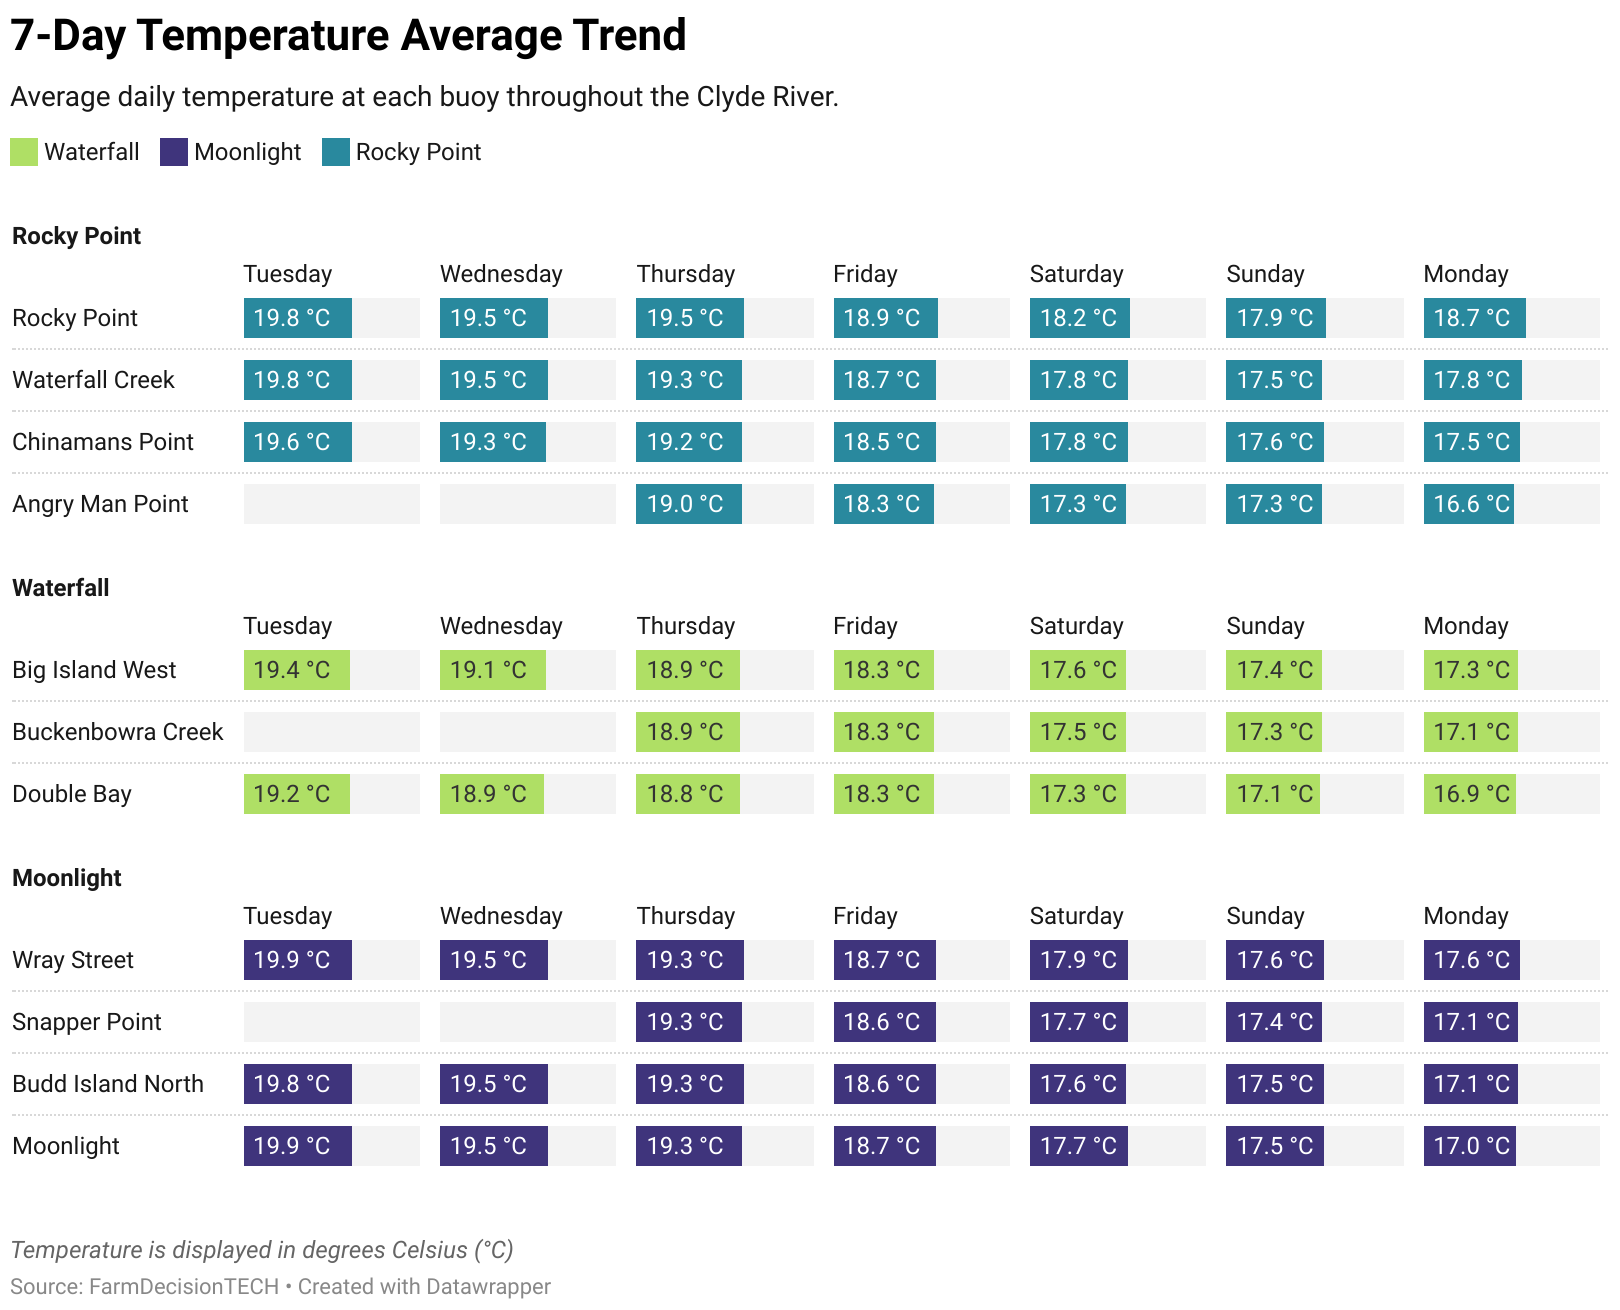 7-Day Temperature Average Trend
Average daily temperature at each buoy throughout the Clyde River.
Waterfall Moonlight Rocky Point
Rocky Point
Tuesday Wednesday Thursday Friday Saturday Sunday Monday
Rocky Point 19.8 °C 19.5 °C 19.5 °C 18.9 °C 18.2 °C 17.9 °C 18.7 °C
Waterfall Creek 19.8 °C 19.5 °C 19.3 °C 18.7 °C 17.8 °C 17.5 °C 17.8 °C
Chinamans Point 19.6 °C 19.3 °C 19.2 °C 18.5 °C 17.8 °C 17.6 °C 17.5 °C
Angry Man Point 19.0 °C 18.3 °C 17.3 °C 17.3 °C 16.6 °C
Waterfall
Tuesday Wednesday Thursday Friday Saturday Sunday Monday
Big Island West 19.4 °C 19.1 °C 18.9 °C 18.3 °C 17.6 °C 17.4 °C 17.3 °C
Buckenbowra Creek 18.9 °C 18.3 °C 17.5 °C 17.3 °C 17.1 °C
Double Bay 19.2 °C 18.9 °C 18.8 °C 18.3 °C 17.3 °C 17.1 °C 16.9 °C
Moonlight
Tuesday Wednesday Thursday Friday Saturday Sunday Monday
Wray Street 19.9 °C 19.5 °C 19.3 °C 18.7 °C 17.9 °C 17.6 °C 17.6 °C
Snapper Point 19.3 °C 18.6 °C 17.7 °C 17.4 °C 17.1 °C
Budd Island North 19.8 °C 19.5 °C 19.3 °C 18.6 °C 17.6 °C 17.5 °C 17.1 °C
Moonlight 19.9 °C 19.5 °C 19.3 °C 18.7 °C 17.7 °C 17.5 °C 17.0 °C
Temperature is displayed in degrees Celsius (°C)
Source: FarmDecisionTECH • Created with Datawrapper